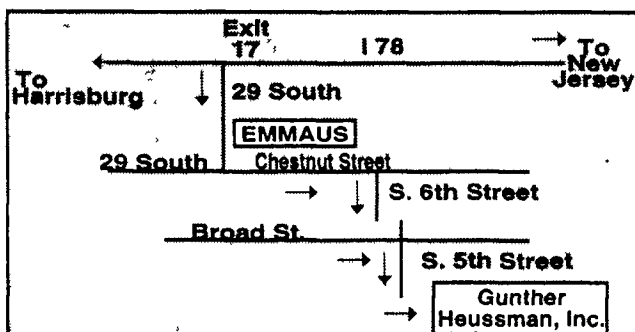 Exit
17
I 78
To
New
Jersey
To
Harrisburg
29 South
EMMAUS
29 South
Chestnut Street
S. 6th Street
Broad St.
S. 5th Street
Gunther
Heussman, Inc.